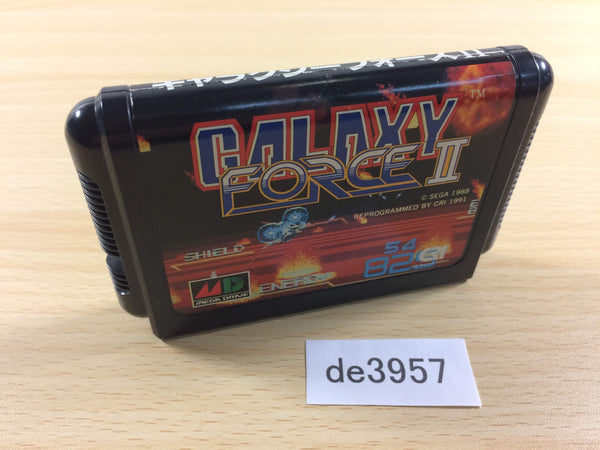 ギャラクシーフォースII
GALAXY
FORCE II
TM
© SEGA 1988
REPROGRAMMED BY CRI 1991
SHIELD
ENERGY
54
MEGA DRIVE
de3957